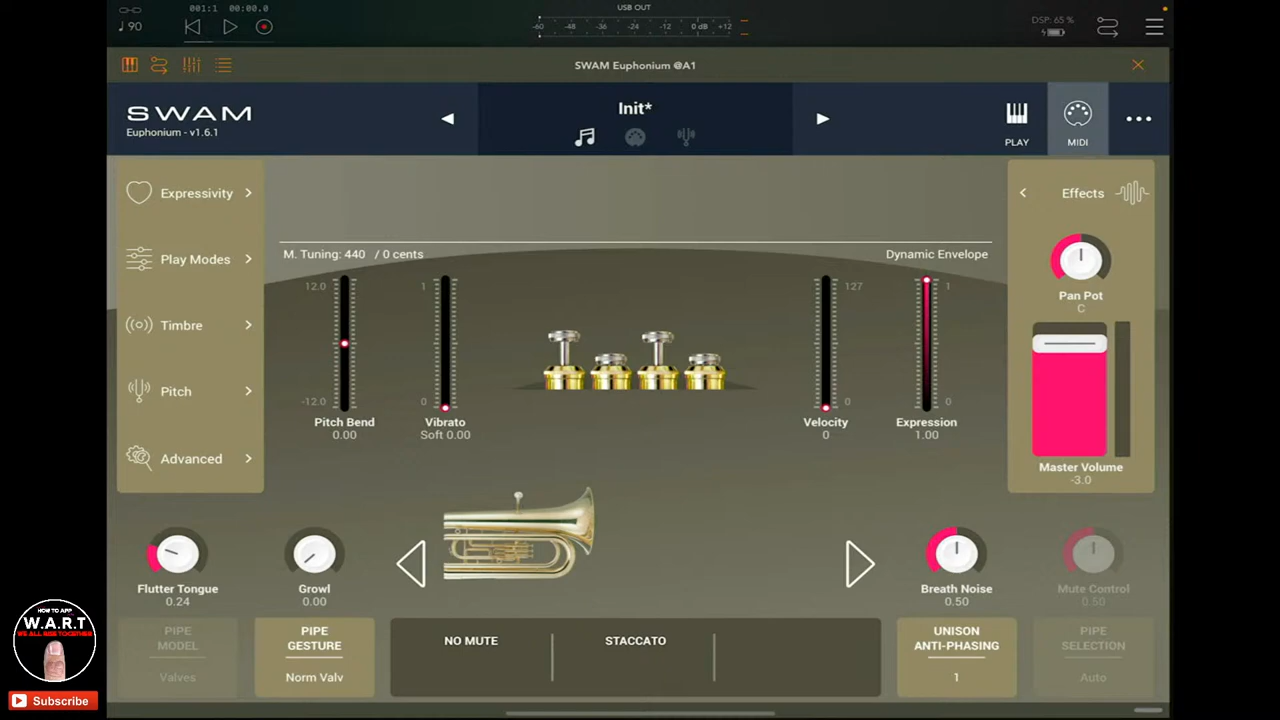 001:1 00:00.0
USB OUT
♩ 90
-60 -48 -36 -24 -12 0 dB +12
DSP: 65 %
SWAM Euphonium @A1
SWAM
Euphonium - v1.6.1
Init*
PLAY
MIDI
Expressivity
Play Modes
Timbre
Pitch
Advanced
M. Tuning: 440 / 0 cents
Dynamic Envelope
12.0
-12.0
Pitch Bend
0.00
1
Vibrato
Soft 0.00
127
0
Velocity
0
1
0
Expression
1.00
Effects
Pan Pot
C
Master Volume
-3.0
Flutter Tongue
0.24
Growl
0.00
Breath Noise
0.50
Mute Control
0.50
PIPE
MODEL
Valves
PIPE
GESTURE
Norm Valv
NO MUTE
STACCATO
UNISON
ANTI-PHASING
1
PIPE
SELECTION
Auto
HOW TO APP
W.A.R.T
WE ALL RISE TOGETHER
Subscribe